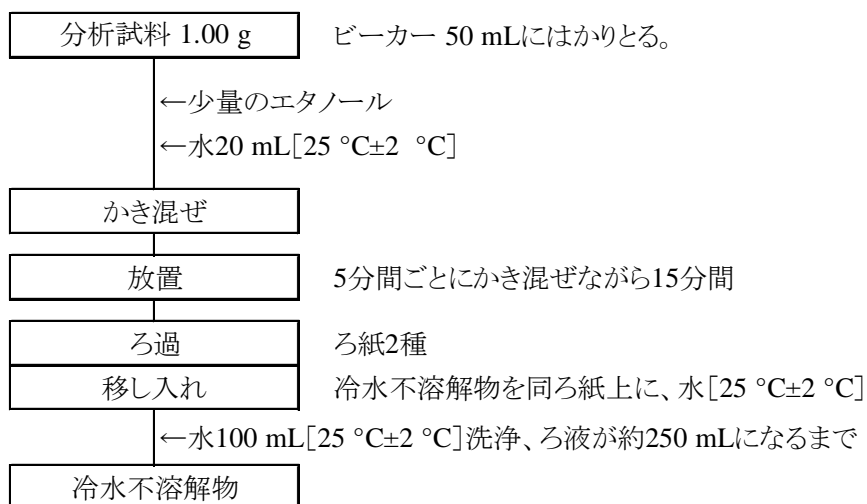 分析試料 1.00 g ビーカー 50 mLにはかりとる。
←少量のエタノール
←水20 mL[25 °C±2 °C]
かき混ぜ
放置 5分間ごとにかき混ぜながら15分間
ろ過 ろ紙2種
移し入れ 冷水不溶解物を同ろ紙上に、水[25 °C±2 °C]
←水100 mL[25 °C±2 °C]洗浄、ろ液が約250 mLになるまで
冷水不溶解物